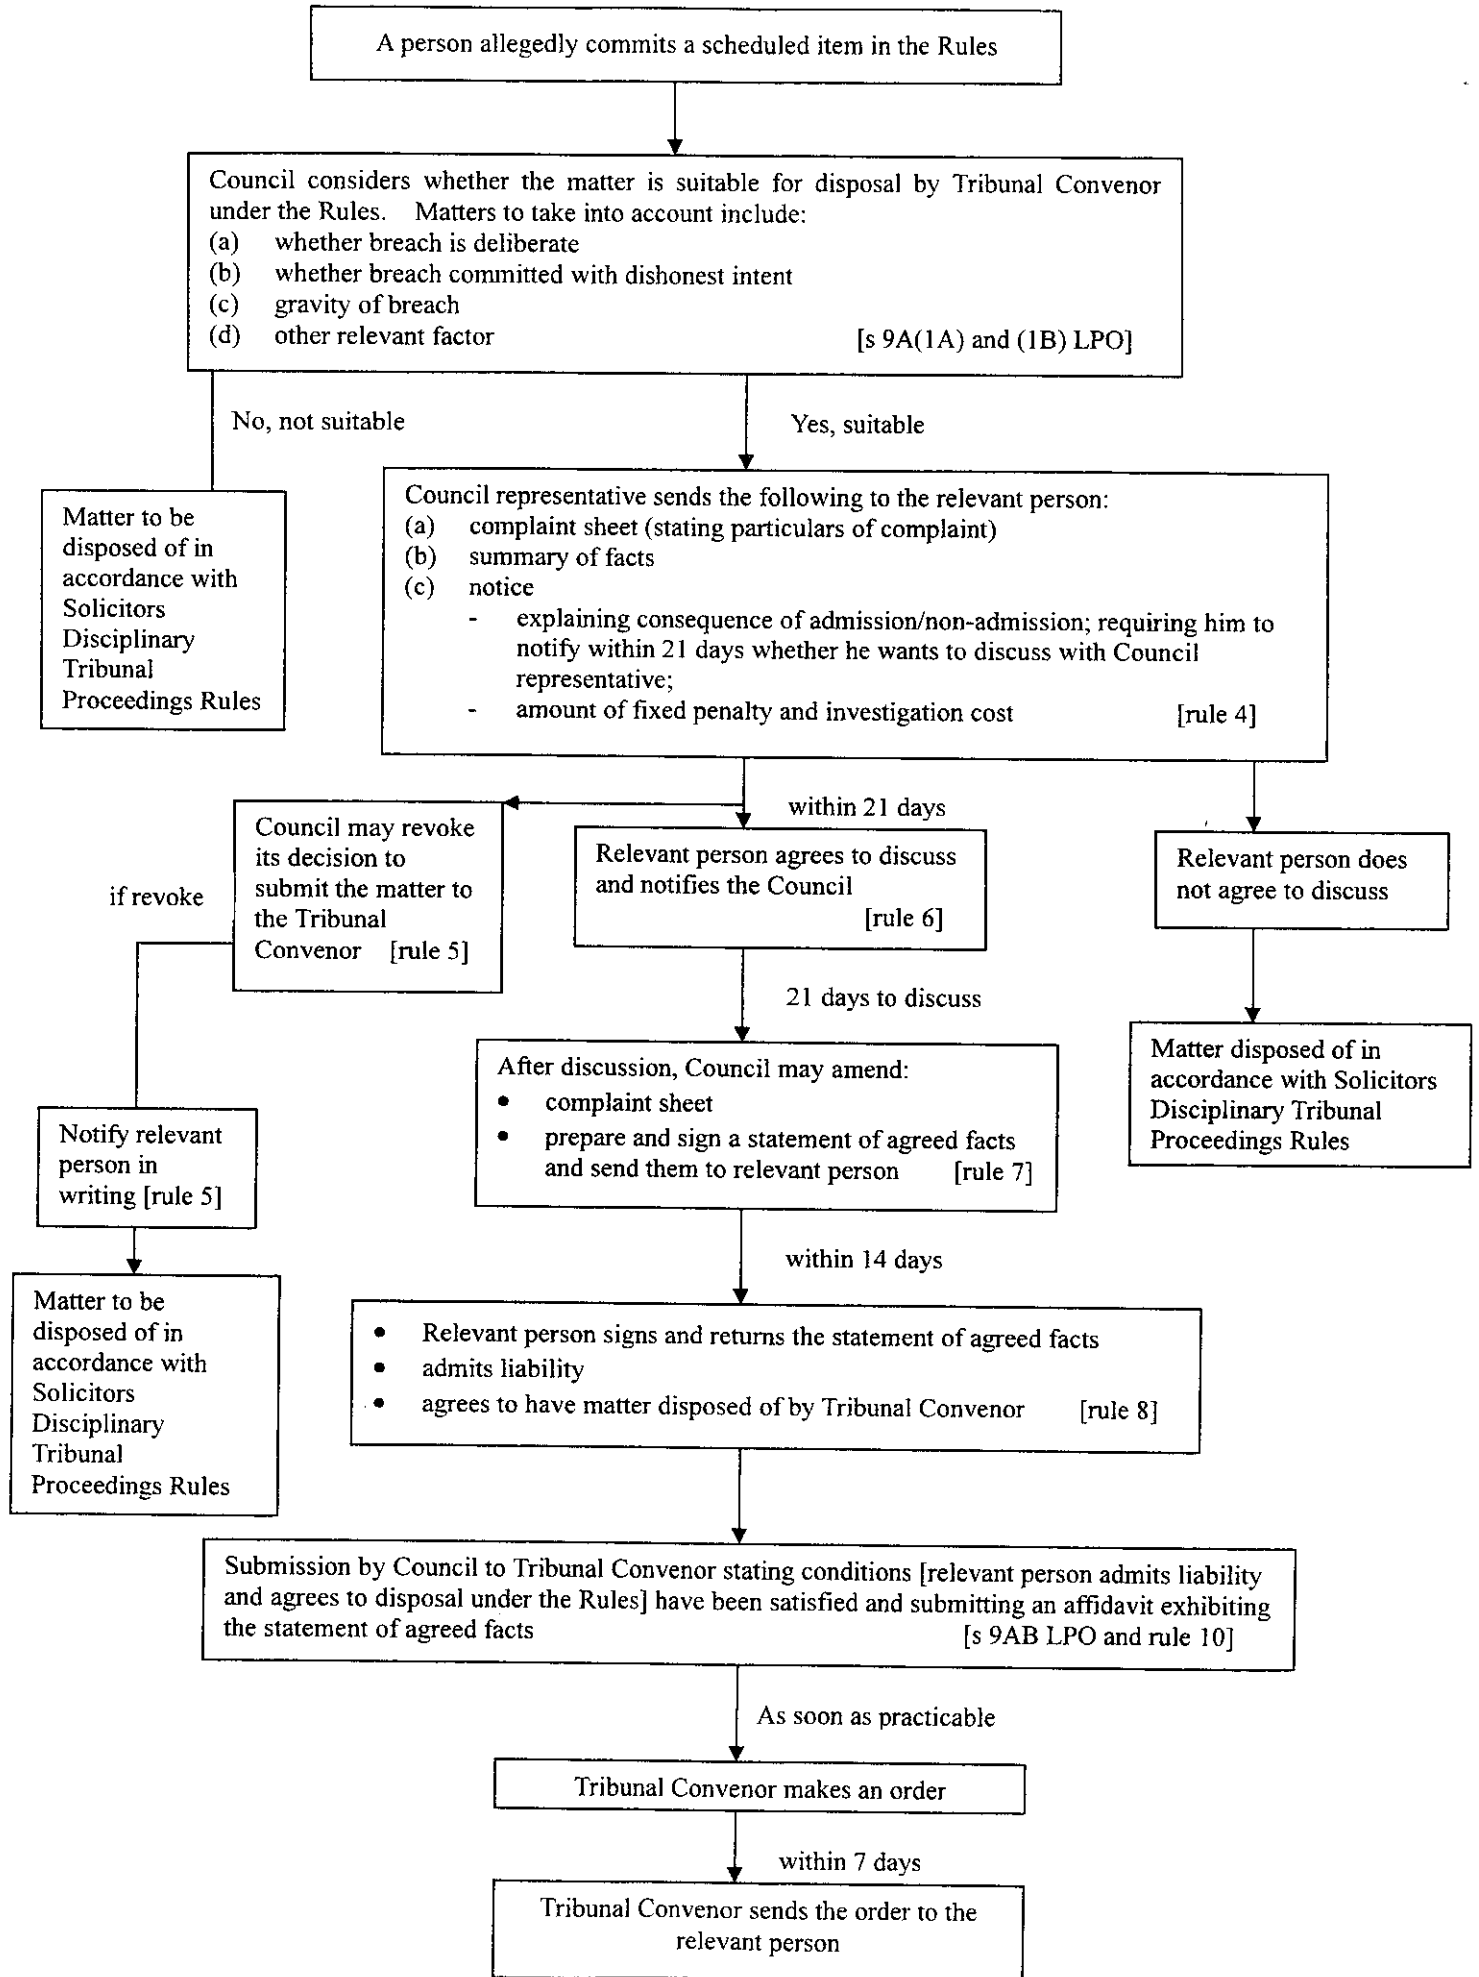 A person allegedly commits a scheduled item in the Rules
Council considers whether the matter is suitable for disposal by Tribunal Convenor
under the Rules. Matters to take into account include:
(a) whether breach is deliberate
(b) whether breach committed with dishonest intent
(c) gravity of breach
(d) other relevant factor [s 9A(1A) and (1B) LPO]
No, not suitable
Yes, suitable
Matter to be
disposed of in
accordance with
Solicitors
Disciplinary
Tribunal
Proceedings Rules
Council representative sends the following to the relevant person:
(a) complaint sheet (stating particulars of complaint)
(b) summary of facts
(c) notice
- explaining consequence of admission/non-admission; requiring him to
notify within 21 days whether he wants to discuss with Council
representative;
- amount of fixed penalty and investigation cost [rule 4]
within 21 days
Council may revoke
its decision to
submit the matter to
the Tribunal
Convenor [rule 5]
if revoke
Relevant person agrees to discuss
and notifies the Council
[rule 6]
Relevant person does
not agree to discuss
21 days to discuss
Matter disposed of in
accordance with Solicitors
Disciplinary Tribunal
Proceedings Rules
After discussion, Council may amend:
• complaint sheet
• prepare and sign a statement of agreed facts
and send them to relevant person [rule 7]
Notify relevant
person in
writing [rule 5]
within 14 days
Matter to be
disposed of in
accordance with
Solicitors
Disciplinary
Tribunal
Proceedings Rules
• Relevant person signs and returns the statement of agreed facts
• admits liability
• agrees to have matter disposed of by Tribunal Convenor [rule 8]
Submission by Council to Tribunal Convenor stating conditions [relevant person admits liability
and agrees to disposal under the Rules] have been satisfied and submitting an affidavit exhibiting
the statement of agreed facts [s 9AB LPO and rule 10]
As soon as practicable
Tribunal Convenor makes an order
within 7 days
Tribunal Convenor sends the order to the
relevant person